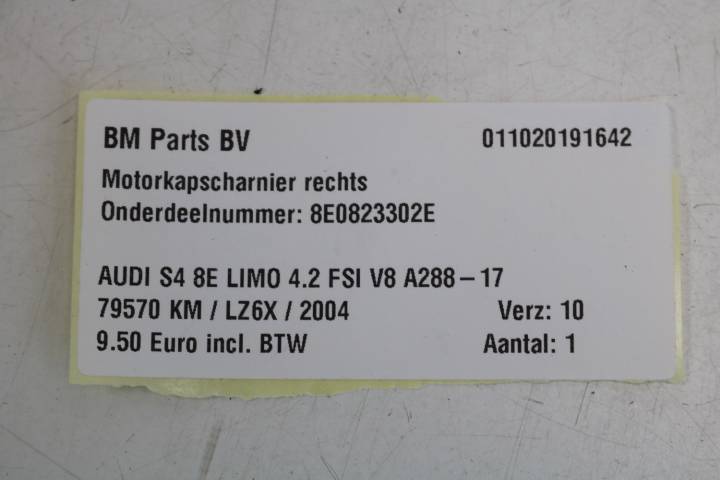 BM Parts BV 011020191642
Motorkapscharnier rechts
Onderdeelnummer: 8E0823302E
AUDI S4 8E LIMO 4.2 FSI V8 A288-17
79570 KM / LZ6X / 2004 Verz: 10
9.50 Euro incl. BTW Aantal: 1